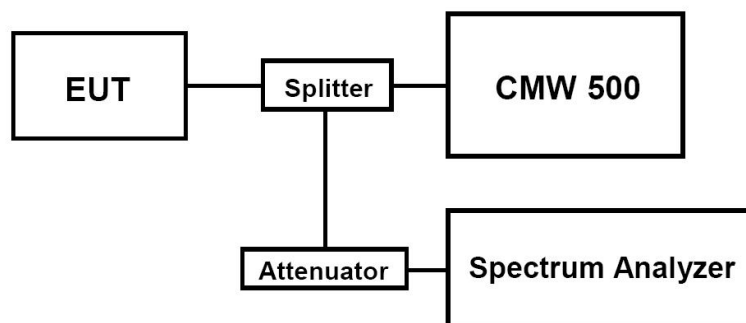 EUT
Splitter
CMW 500
Attenuator
Spectrum Analyzer